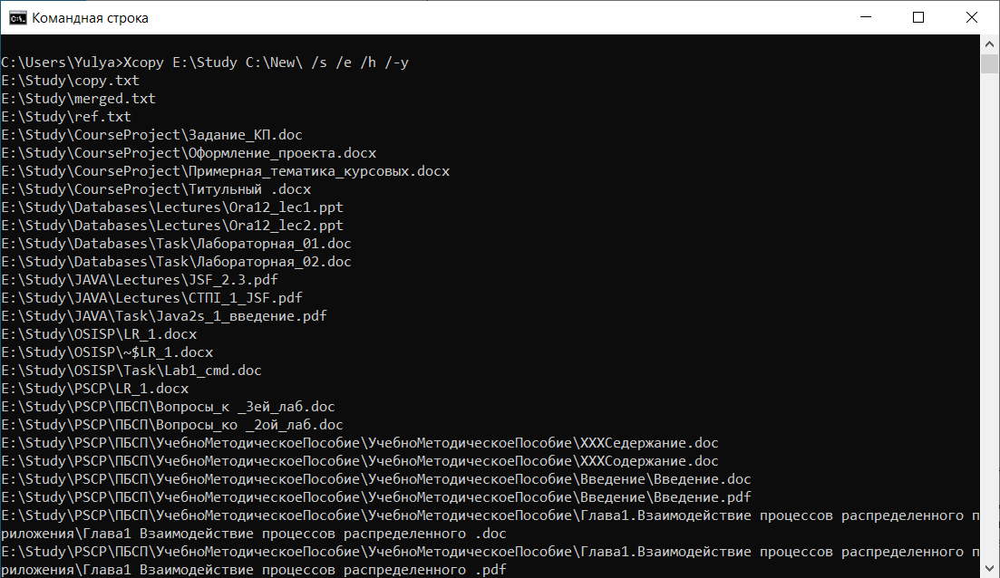 Командная строка
C:\Users\Yulya>Xcopy E:\Study C:\New\ /s /e /h /-y
E:\Study\copy.txt
E:\Study\merged.txt
E:\Study\ref.txt
E:\Study\CourseProject\Задание_КП.doc
E:\Study\CourseProject\Оформление_проекта.docx
E:\Study\CourseProject\Примерная_тематика_курсовых.docx
E:\Study\CourseProject\Титульный .docx
E:\Study\Databases\Lectures\Ora12_lec1.ppt
E:\Study\Databases\Lectures\Ora12_lec2.ppt
E:\Study\Databases\Task\Лабораторная_01.doc
E:\Study\Databases\Task\Лабораторная_02.doc
E:\Study\JAVA\Lectures\JSF_2.3.pdf
E:\Study\JAVA\Lectures\СТПI_1_JSF.pdf
E:\Study\JAVA\Task\Java2s_1_введение.pdf
E:\Study\OSISP\LR_1.docx
E:\Study\OSISP\~$LR_1.docx
E:\Study\OSISP\Task\Lab1_cmd.doc
E:\Study\PSCP\LR_1.docx
E:\Study\PSCP\ПБСП\Вопросы_к _3ей_лаб.doc
E:\Study\PSCP\ПБСП\Вопросы_ко _2ой_лаб.doc
E:\Study\PSCP\ПБСП\УчебноМетодическоеПособие\УчебноМетодическоеПособие\XXXСедержание.doc
E:\Study\PSCP\ПБСП\УчебноМетодическоеПособие\УчебноМетодическоеПособие\XXXСодержание.doc
E:\Study\PSCP\ПБСП\УчебноМетодическоеПособие\УчебноМетодическоеПособие\Введение\Введение.doc
E:\Study\PSCP\ПБСП\УчебноМетодическоеПособие\УчебноМетодическоеПособие\Введение\Введение.pdf
E:\Study\PSCP\ПБСП\УчебноМетодическоеПособие\УчебноМетодическоеПособие\Глава1.Взаимодействие процессов распределенного п
риложения\Глава1 Взаимодействие процессов распределенного .doc
E:\Study\PSCP\ПБСП\УчебноМетодическоеПособие\УчебноМетодическоеПособие\Глава1.Взаимодействие процессов распределенного п
риложения\Глава1 Взаимодействие процессов распределенного .pdf